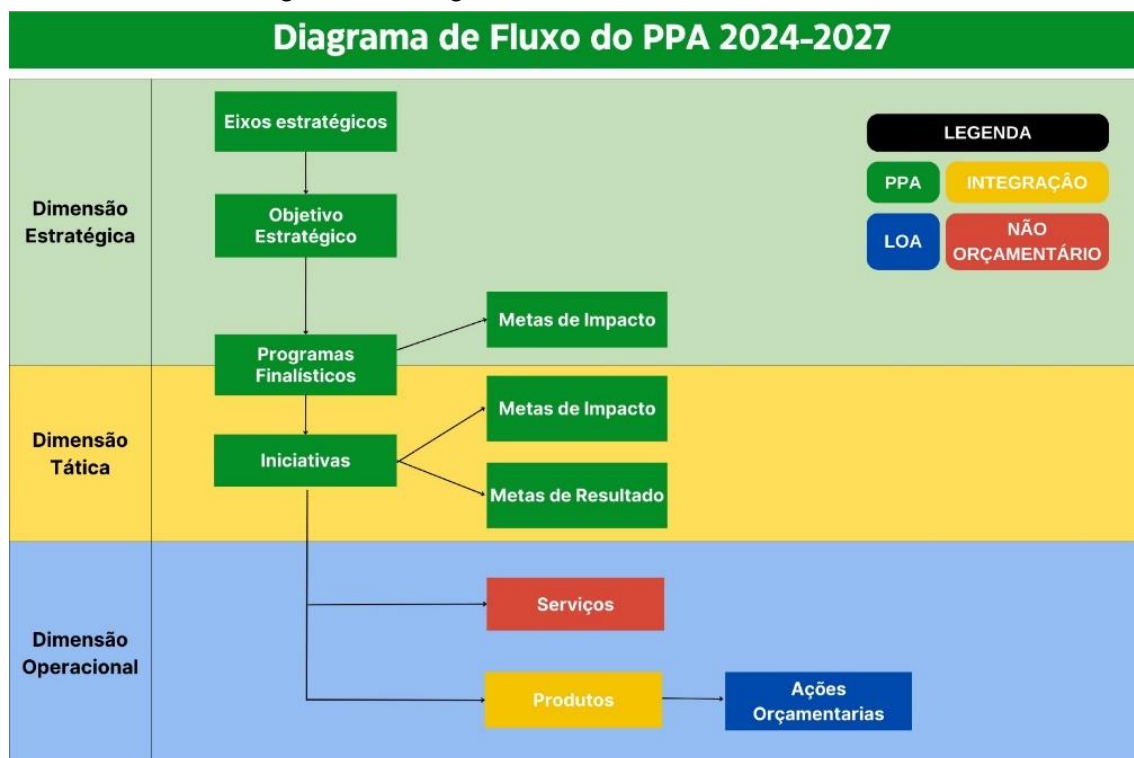 Diagrama de Fluxo do PPA 2024-2027
Dimensão
Estratégica
Eixos estratégicos
Objetivo
Estratégico
Programas
Finalísticos
Metas de Impacto
LEGENDA
PPA
INTEGRAÇÃO
LOA
NÃO
ORÇAMENTÁRIO
Dimensão
Tática
Iniciativas
Metas de Impacto
Metas de Resultado
Dimensão
Operacional
Serviços
Produtos
Ações
Orçamentarias